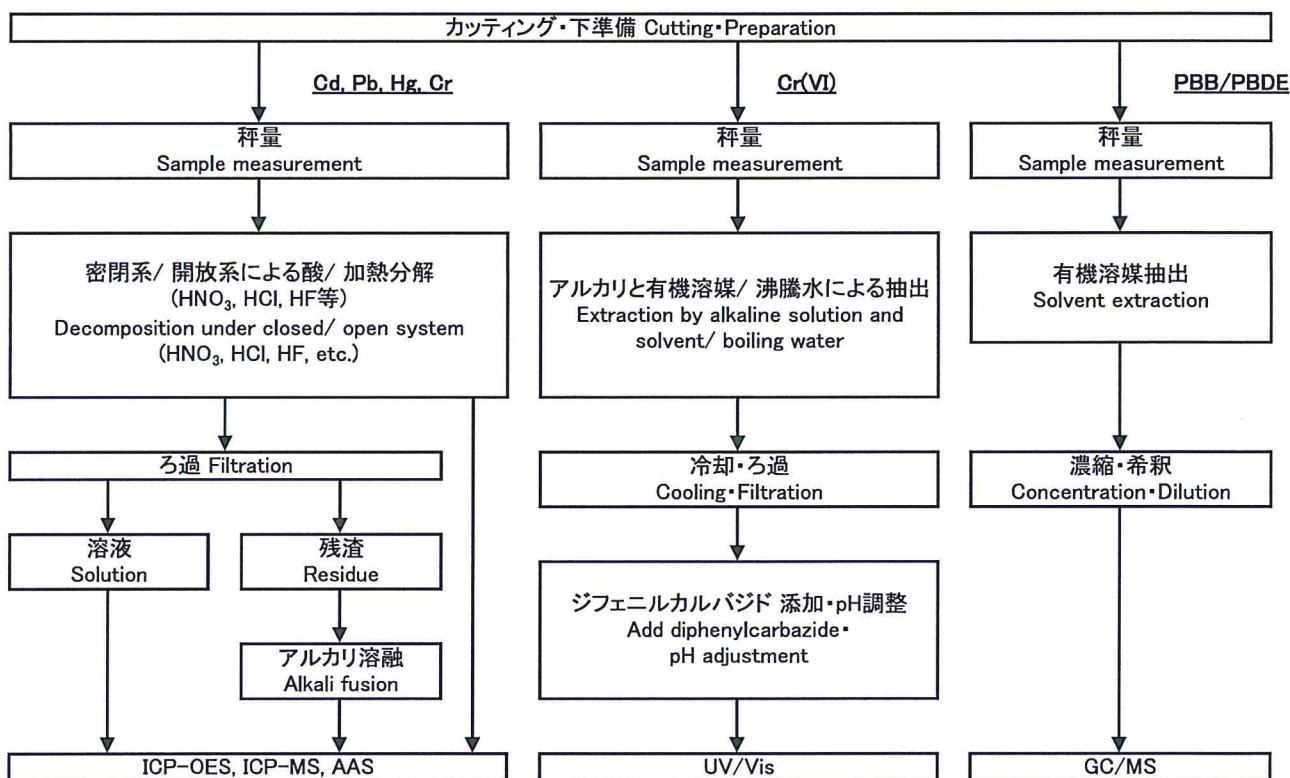 カッティング・下準備 Cutting・Preparation
Cd, Pb, Hg, Cr
Cr(VI)
PBB/PBDE
秤量
Sample measurement
秤量
Sample measurement
秤量
Sample measurement
密閉系/ 開放系による酸/ 加熱分解
(HNO₃, HCl, HF等)
Decomposition under closed/ open system
(HNO₃, HCl, HF, etc.)
アルカリと有機溶媒/ 沸騰水による抽出
Extraction by alkaline solution and
solvent/ boiling water
有機溶媒抽出
Solvent extraction
ろ過 Filtration
冷却・ろ過
Cooling・Filtration
濃縮・希釈
Concentration・Dilution
溶液
Solution
残渣
Residue
ジフェニルカルバジド 添加・pH調整
Add diphenylcarbazide・
pH adjustment
アルカリ溶融
Alkali fusion
ICP-OES, ICP-MS, AAS
UV/Vis
GC/MS